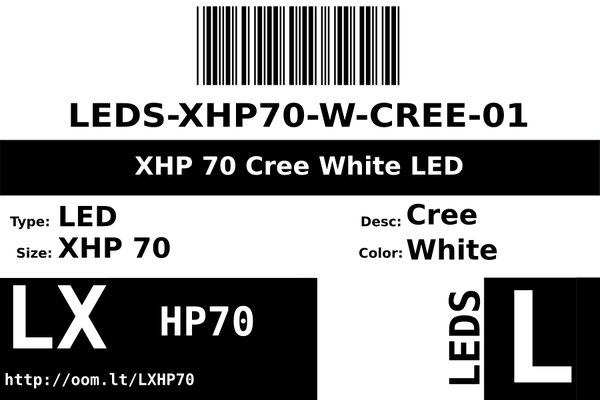 LEDS-XHP70-W-CREE-01
XHP 70 Cree White LED
Type: LED
Desc: Cree
Size: XHP 70
Color: White
LX HP70
http://oom.lt/LXHP70
LEDS
L